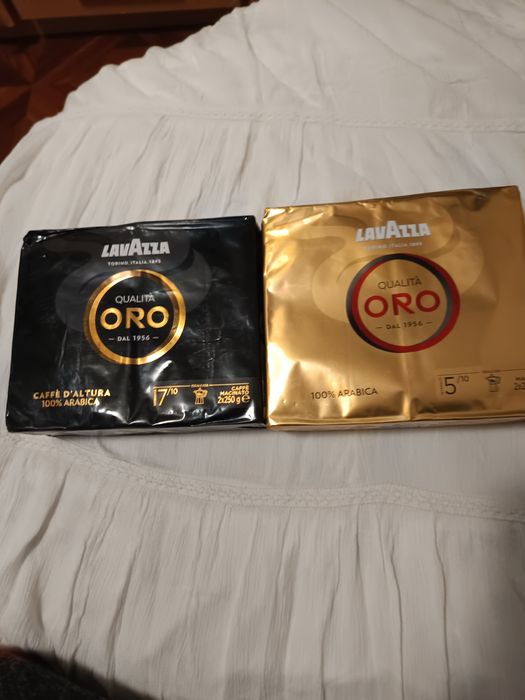 LAVAZZA
TORINO, ITALIA, 1895
QUALITÀ
ORO
DAL 1956
CAFFÈ D'ALTURA
100% ARABICA
7/10
CAFFÈ
MACINATO
2x250 g e
LAVAZZA
TORINO, ITALIA, 1895
QUALITÀ
ORO
DAL 1956
100% ARABICA
5/10